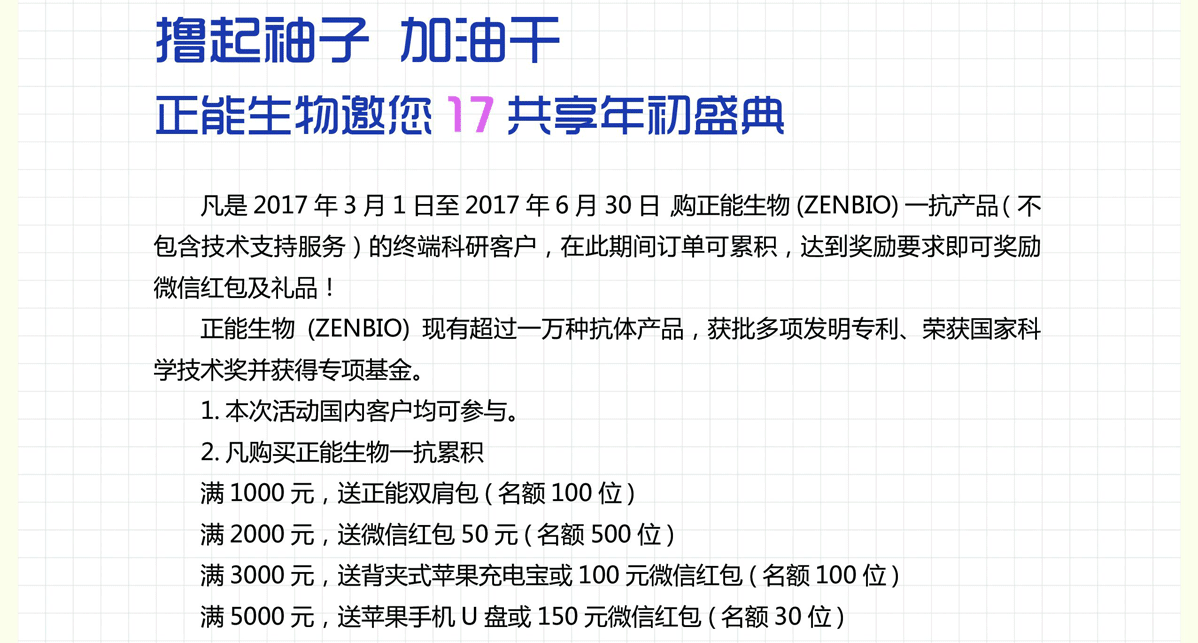 撸起袖子 加油干
正能生物邀您 17 共享年初盛典
凡是 2017 年 3 月 1 日至 2017 年 6 月 30 日 ,购正能生物 (ZENBIO) 一抗产品( 不
包含技术支持服务 ) 的终端科研客户，在此期间订单可累积，达到奖励要求即可奖励
微信红包及礼品！
正能生物 (ZENBIO) 现有超过一万种抗体产品，获批多项发明专利、荣获国家科
学技术奖并获得专项基金。
1. 本次活动国内客户均可参与。
2. 凡购买正能生物一抗累积
满 1000 元，送正能双肩包 ( 名额 100 位 )
满 2000 元，送微信红包 50 元 ( 名额 500 位 )
满 3000 元，送背夹式苹果充电宝或 100 元微信红包 ( 名额 100 位 )
满 5000 元，送苹果手机 U 盘或 150 元微信红包 ( 名额 30 位 )